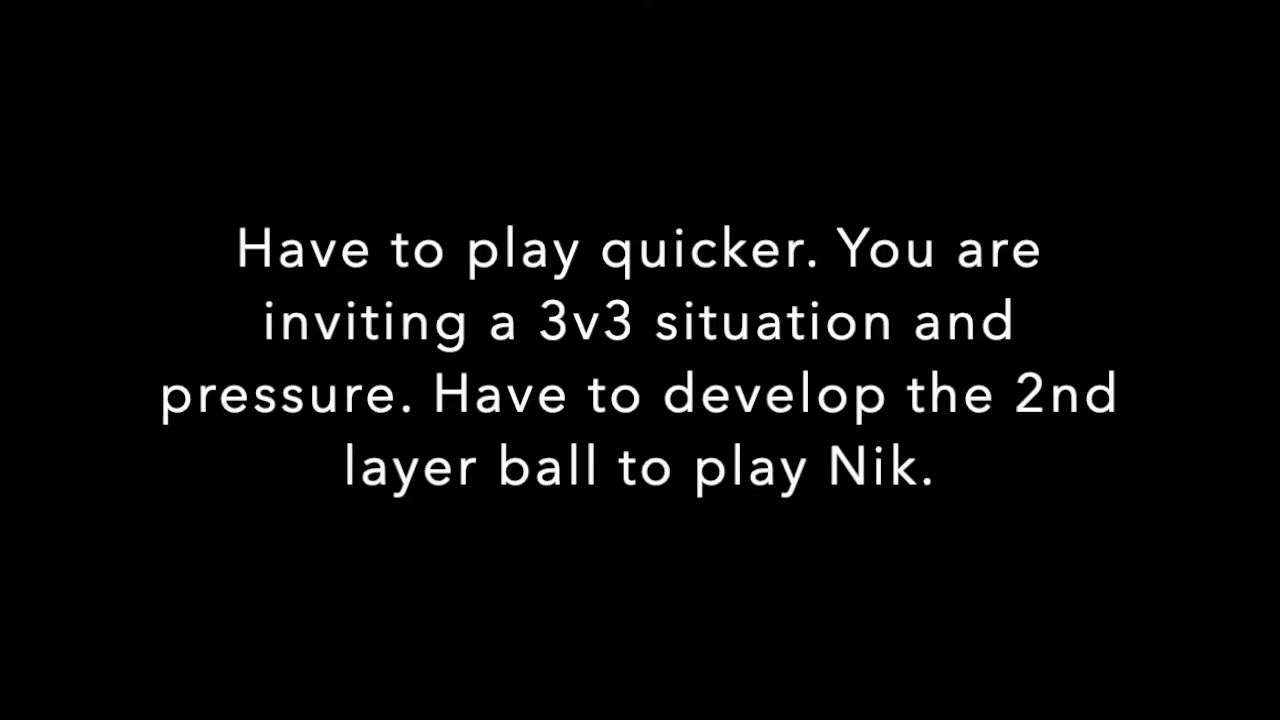 Have to play quicker. You are
inviting a 3v3 situation and
pressure. Have to develop the 2nd
layer ball to play Nik.